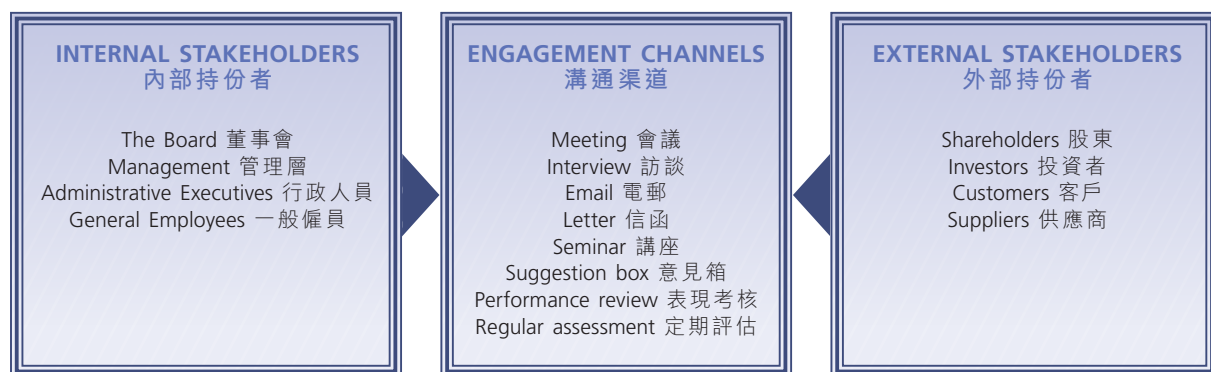 INTERNAL STAKEHOLDERS
內部持份者
The Board 董事會
Management 管理層
Administrative Executives 行政人員
General Employees 一般僱員
ENGAGEMENT CHANNELS
溝通渠道
Meeting 會議
Interview 訪談
Email 電郵
Letter 信函
Seminar 講座
Suggestion box 意見箱
Performance review 表現考核
Regular assessment 定期評估
EXTERNAL STAKEHOLDERS
外部持份者
Shareholders 股東
Investors 投資者
Customers 客戶
Suppliers 供應商